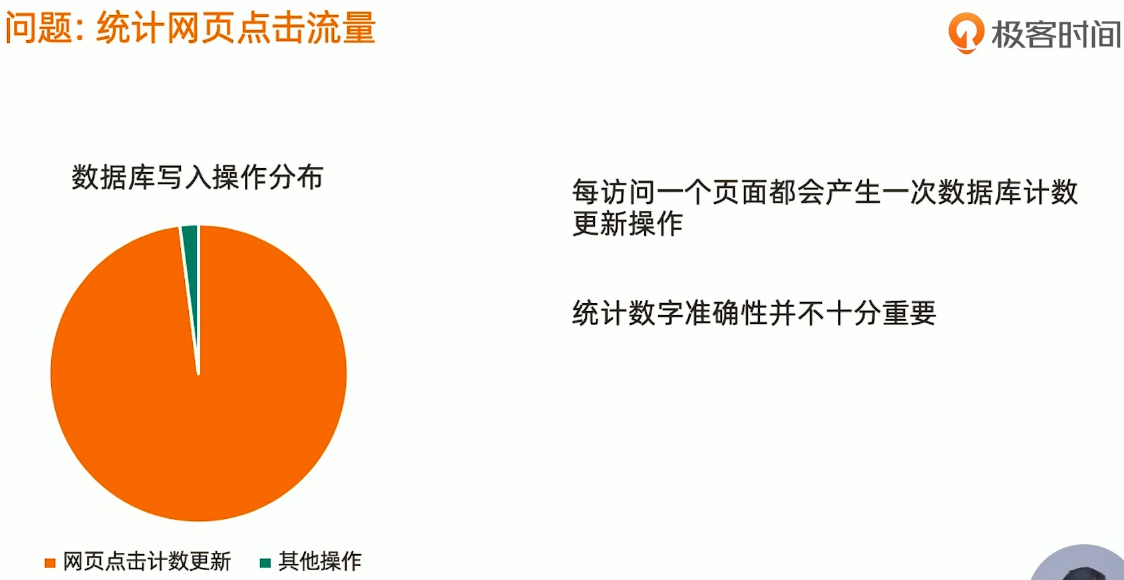 问题: 统计网页点击流量
极客时间
数据库写入操作分布
每访问一个页面都会产生一次数据库计数
更新操作
统计数字准确性并不十分重要
网页点击计数更新 其他操作